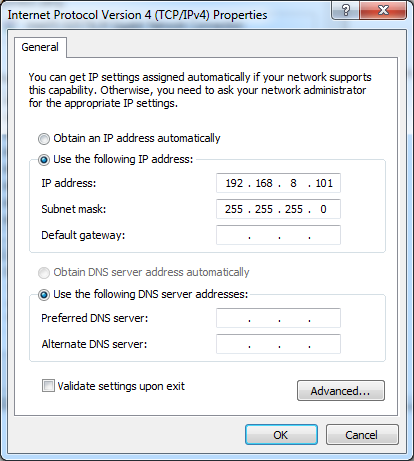 Internet Protocol Version 4 (TCP/IPv4) Properties
General
You can get IP settings assigned automatically if your network supports
this capability. Otherwise, you need to ask your network administrator
for the appropriate IP settings.
Obtain an IP address automatically
Use the following IP address:
IP address: 192 . 168 . 8 . 101
Subnet mask: 255 . 255 . 255 . 0
Default gateway: . . .
Obtain DNS server address automatically
Use the following DNS server addresses:
Preferred DNS server: . . .
Alternate DNS server: . . .
Validate settings upon exit
Advanced...
OK Cancel